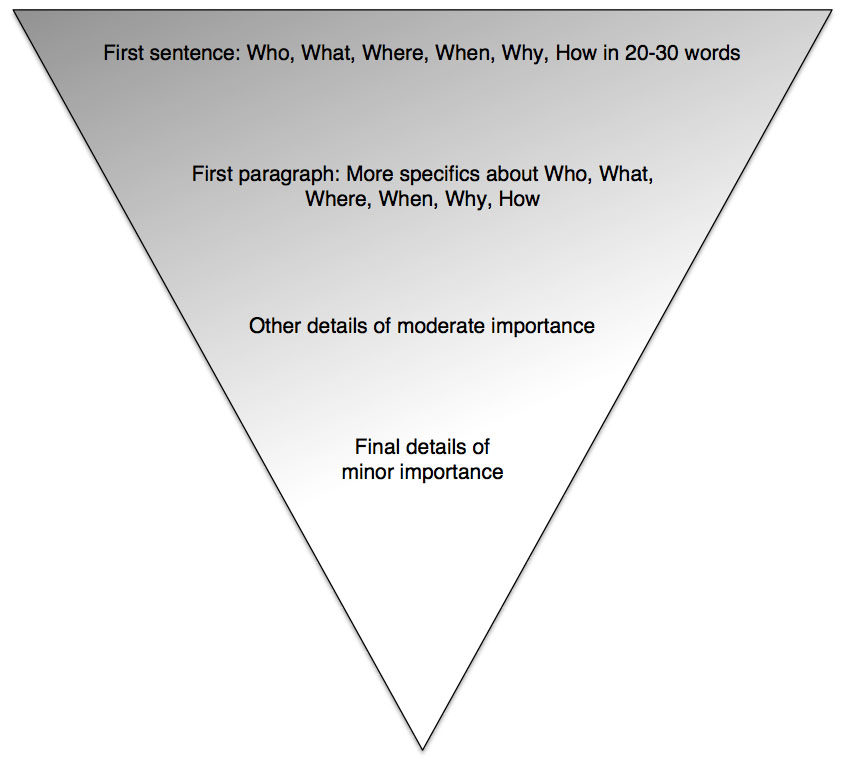 First sentence: Who, What, Where, When, Why, How in 20-30 words
First paragraph: More specifics about Who, What,
Where, When, Why, How
Other details of moderate importance
Final details of
minor importance